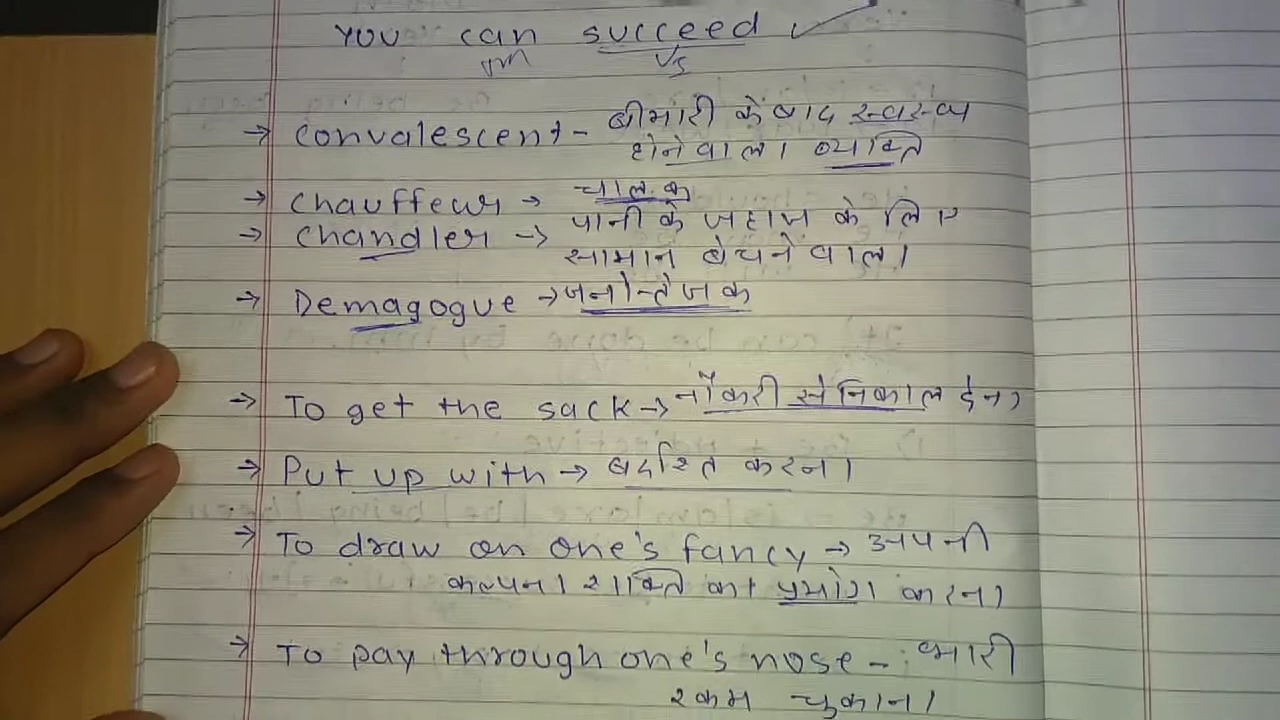 You can succeed ✓
V5
→ convalescent - बीमारी के बाद स्वस्थ
होने वाला व्यक्ति
→ chauffeur → चालक
→ chandler → पानी के जहाज के लिए
सामान बेचने वाला
→ Demagogue → जनोत्तेजक
→ To get the sack → नौकरी से निकाल देना
→ Put up with → बर्दाश्त करना
→ To draw on one's fancy → अपनी
कल्पना शक्ति का प्रयोग करना
→ To pay through one's nose - भारी
रकम चुकाना